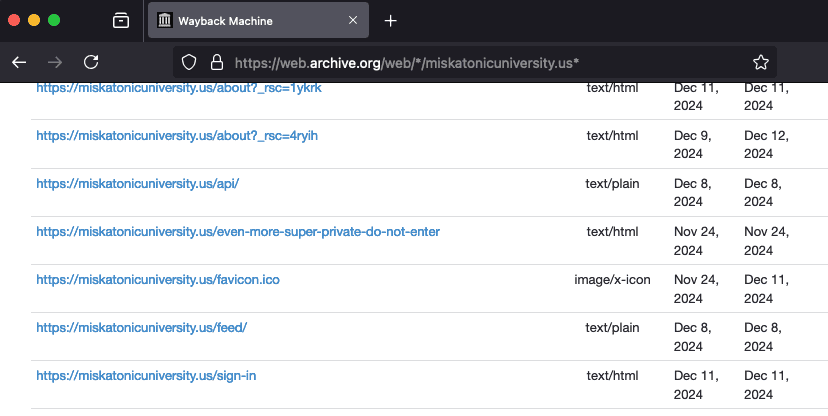 Wayback Machine
https://web.archive.org/web/*/miskatonicuniversity.us*
https://miskatonicuniversity.us/about?_rsc=1ykrk text/html Dec 11, Dec 11,
2024 2024
https://miskatonicuniversity.us/about?_rsc=4ryih text/html Dec 9, Dec 12,
2024 2024
https://miskatonicuniversity.us/api/ text/plain Dec 8, Dec 8,
2024 2024
https://miskatonicuniversity.us/even-more-super-private-do-not-enter text/html Nov 24, Nov 24,
2024 2024
https://miskatonicuniversity.us/favicon.ico image/x-icon Nov 24, Dec 11,
2024 2024
https://miskatonicuniversity.us/feed/ text/plain Dec 8, Dec 8,
2024 2024
https://miskatonicuniversity.us/sign-in text/html Dec 11, Dec 11,
2024 2024